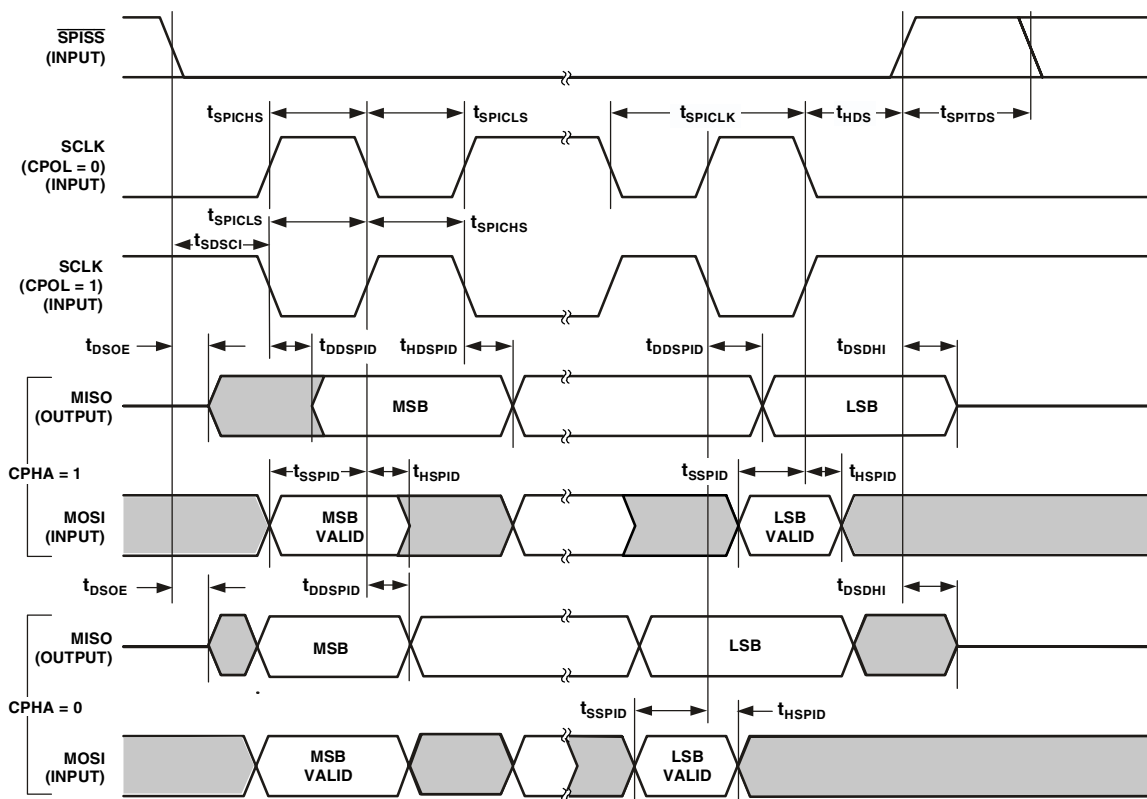 SPISS
(INPUT)
tSPICHS
tSPICLS
tSPICLK
tHDS
tSPITDS
SCLK
(CPOL = 0)
(INPUT)
tSPICLS
tSPICHS
tSDSCI
SCLK
(CPOL = 1)
(INPUT)
tDSOE
tDDSPID
tHDSPID
tDDSPID
tDSDHI
MISO
(OUTPUT)
MSB
LSB
CPHA = 1
tSSPID
tHSPID
tSSPID
tHSPID
MOSI
(INPUT)
MSB
VALID
LSB
VALID
tDSOE
tDDSPID
tDSDHI
MISO
(OUTPUT)
MSB
LSB
CPHA = 0
tSSPID
tHSPID
MOSI
(INPUT)
MSB
VALID
LSB
VALID